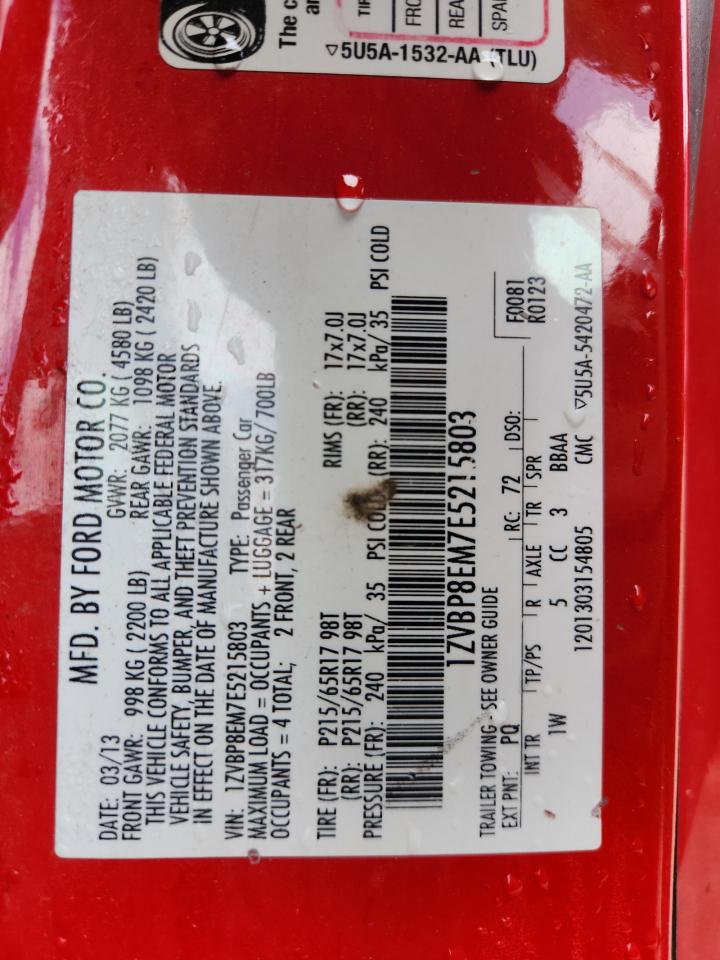 The c
an
TIR
FRO
REA
SPA
▽5U5A-1532-AA (TLU)
MFD. BY FORD MOTOR CO.
DATE: 03/13 GVWR: 2077 KG ( 4580 LB)
FRONT GAWR: 998 KG ( 2200 LB) REAR GAWR: 1098 KG ( 2420 LB)
THIS VEHICLE CONFORMS TO ALL APPLICABLE FEDERAL MOTOR
VEHICLE SAFETY, BUMPER, AND THEFT PREVENTION STANDARDS
IN EFFECT ON THE DATE OF MANUFACTURE SHOWN ABOVE.
VIN: 1ZVBP8EM7E5215803 TYPE: Passenger Car
MAXIMUM LOAD = OCCUPANTS + LUGGAGE = 317KG/700LB
OCCUPANTS = 4 TOTAL; 2 FRONT, 2 REAR
TIRE (FR): P215/65R17 98T RIMS (FR): 17x7.0J
(RR): P215/65R17 98T (RR): 17x7.0J
PRESSURE (FR): 240 kPa/ 35 PSI COLD (RR): 240 kPa/ 35 PSI COLD
1ZVBP8EM7E5215803
TRAILER TOWING - SEE OWNER GUIDE
EXT PNT: PQ RC: 72 DSO: F0081
R0123
INT TR TP/PS R AXLE TR SPR
1W 5 CC 3 BBAA
1201303154805 CMC ▽5U5A-5420472-AA